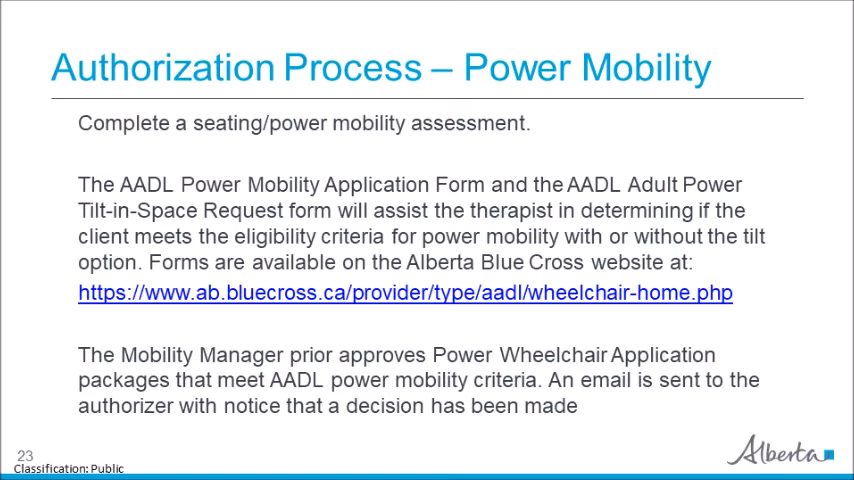 Authorization Process – Power Mobility
Complete a seating/power mobility assessment.
The AADL Power Mobility Application Form and the AADL Adult Power
Tilt-in-Space Request form will assist the therapist in determining if the
client meets the eligibility criteria for power mobility with or without the tilt
option. Forms are available on the Alberta Blue Cross website at:
https://www.ab.bluecross.ca/provider/type/aadl/wheelchair-home.php
The Mobility Manager prior approves Power Wheelchair Application
packages that meet AADL power mobility criteria. An email is sent to the
authorizer with notice that a decision has been made
23
Classification: Public
Alberta